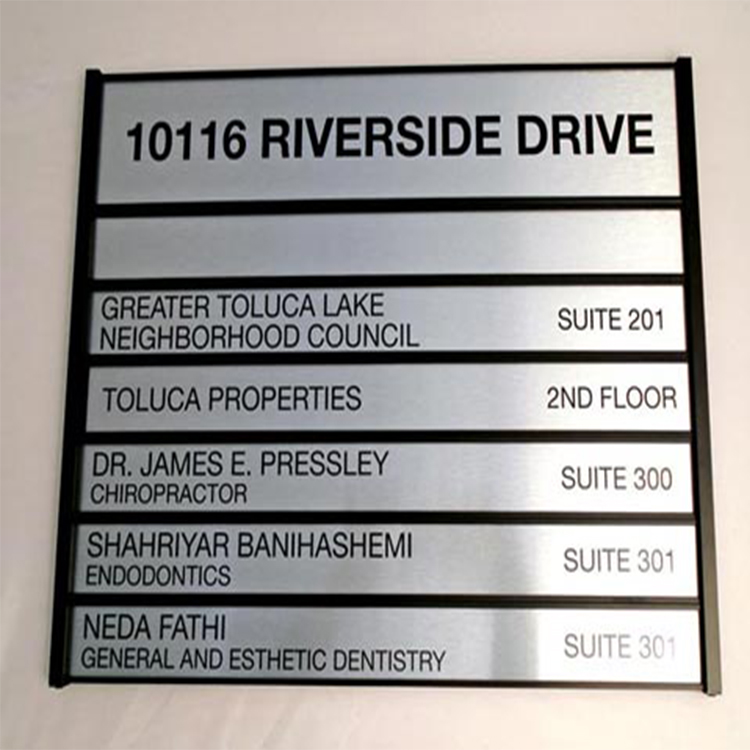 10116 RIVERSIDE DRIVE
GREATER TOLUCA LAKE
NEIGHBORHOOD COUNCIL
SUITE 201
TOLUCA PROPERTIES
2ND FLOOR
DR. JAMES E. PRESSLEY
CHIROPRACTOR
SUITE 300
SHAHRIYAR BANIHASHEMI
ENDODONTICS
SUITE 301
NEDA FATHI
GENERAL AND ESTHETIC DENTISTRY
SUITE 301